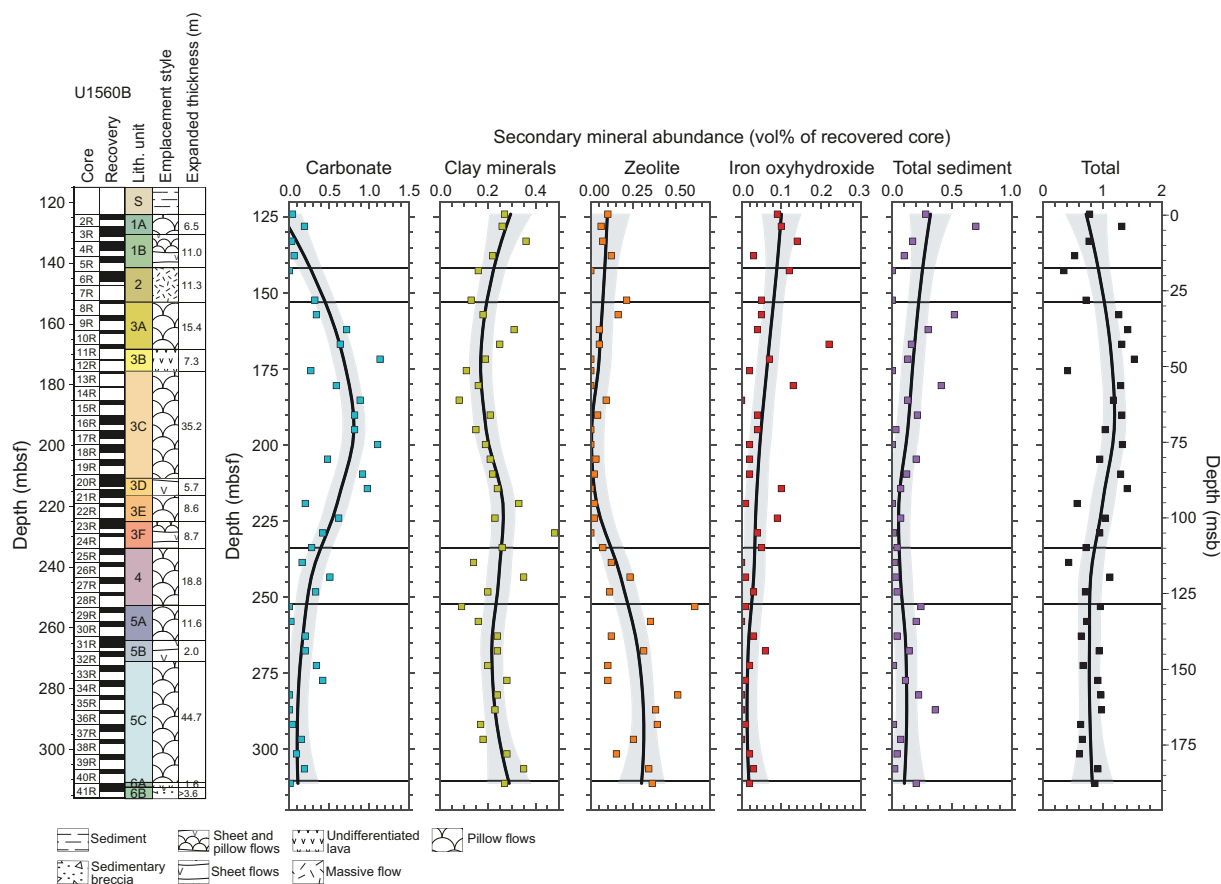 U1560B
Core
Recovery
Lith. unit
Emplacement style
Expanded thickness (m)
Secondary mineral abundance (vol% of recovered core)
Carbonate
Clay minerals
Zeolite
Iron oxyhydroxide
Total sediment
Total
0.0 0.5 1.0 1.5
0 0.2 0.4
0.00 0.25 0.50
0.0 0.1 0.2 0.3
0.0 0.5 1.0
0 1 2
Depth (mbsf)
120
140
160
180
200
220
240
260
280
300
2R
3R
4R
5R
6R
7R
8R
9R
10R
11R
12R
13R
14R
15R
16R
17R
18R
19R
20R
21R
22R
23R
24R
25R
26R
27R
28R
29R
30R
31R
32R
33R
34R
35R
36R
37R
38R
39R
40R
41R
S
1A
1B
2
3A
3B
3C
3D
3E
3F
4
5A
5B
5C
6A
6B
6.5
11.0
11.3
15.4
7.3
35.2
5.7
8.6
8.7
18.8
11.6
2.0
44.7
1.6
>3.6
Depth (mbsf)
125
150
175
200
225
250
275
300
Depth (msb)
0
25
50
75
100
125
150
175
Sediment
Sheet and
pillow flows
Undifferentiated
lava
Pillow flows
Sedimentary
breccia
Sheet flows
Massive flow